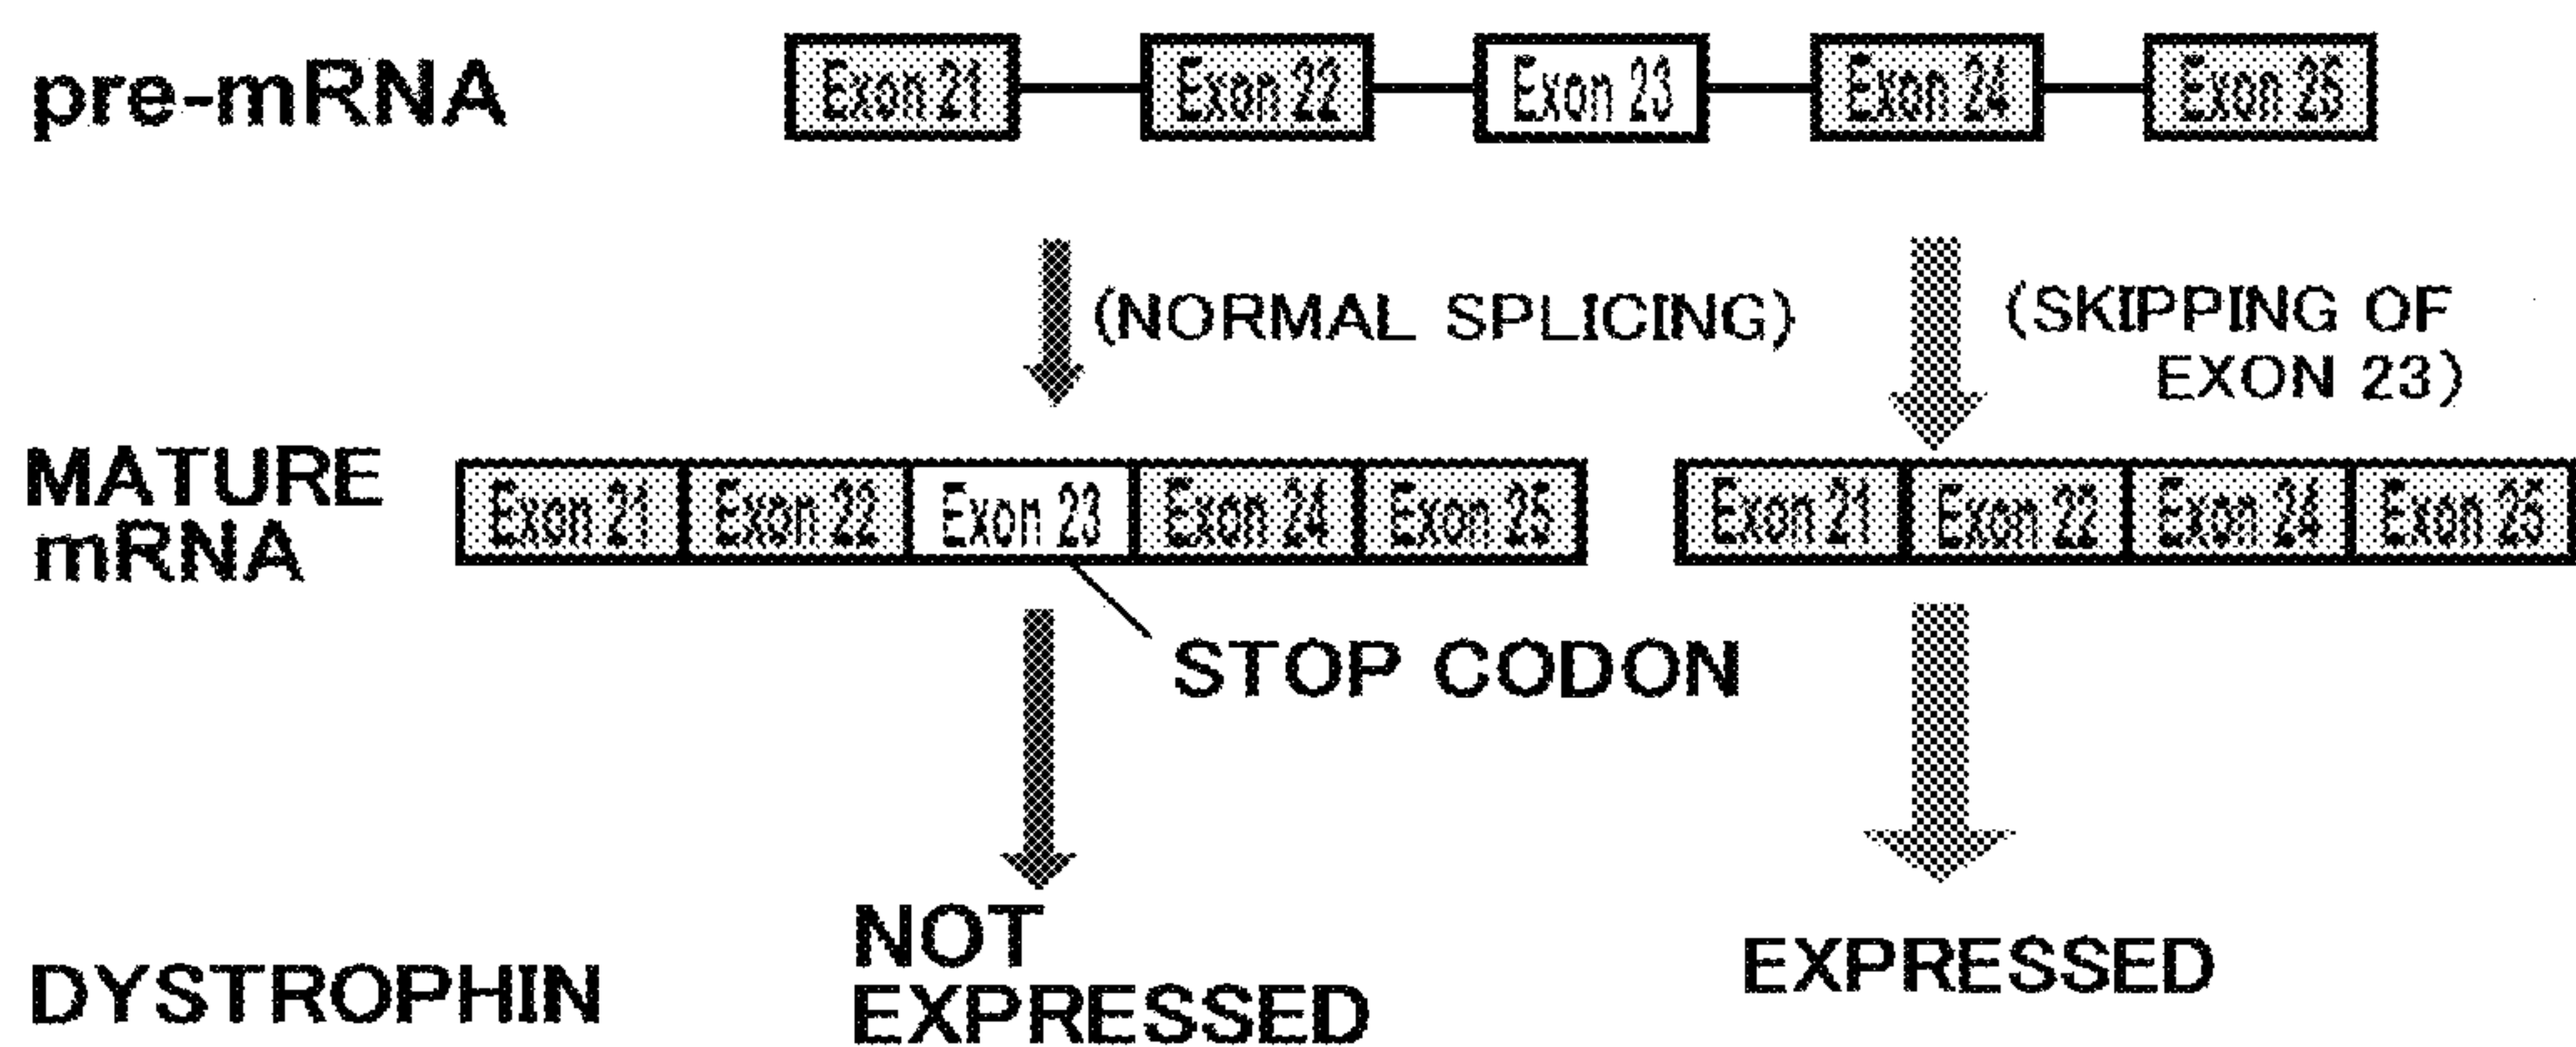 pre-mRNA
Exon 21 Exon 22 Exon 23 Exon 24 Exon 25
(NORMAL SPLICING)
(SKIPPING OF
EXON 23)
MATURE
mRNA
Exon 21 Exon 22 Exon 23 Exon 24 Exon 25
Exon 21 Exon 22 Exon 24 Exon 25
STOP CODON
DYSTROPHIN
NOT
EXPRESSED
EXPRESSED